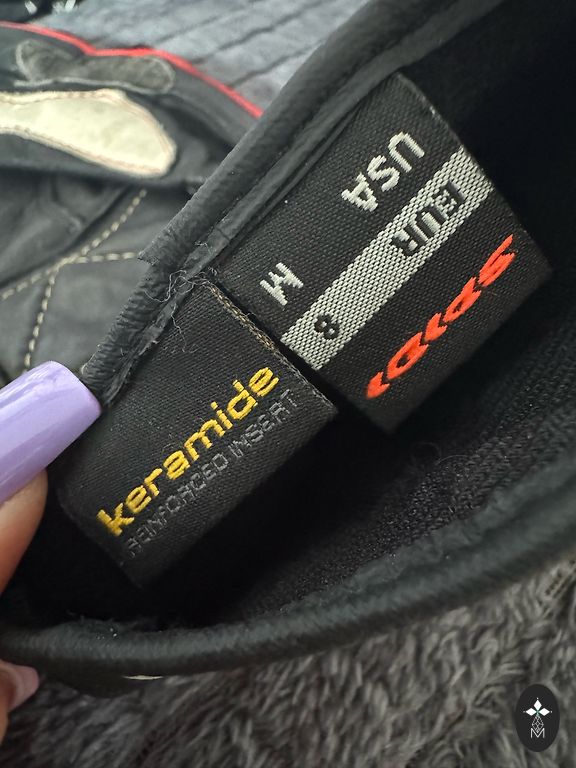 USA
M
EUR
8
SPIDI
keramide
REINFORCED INSERT
M